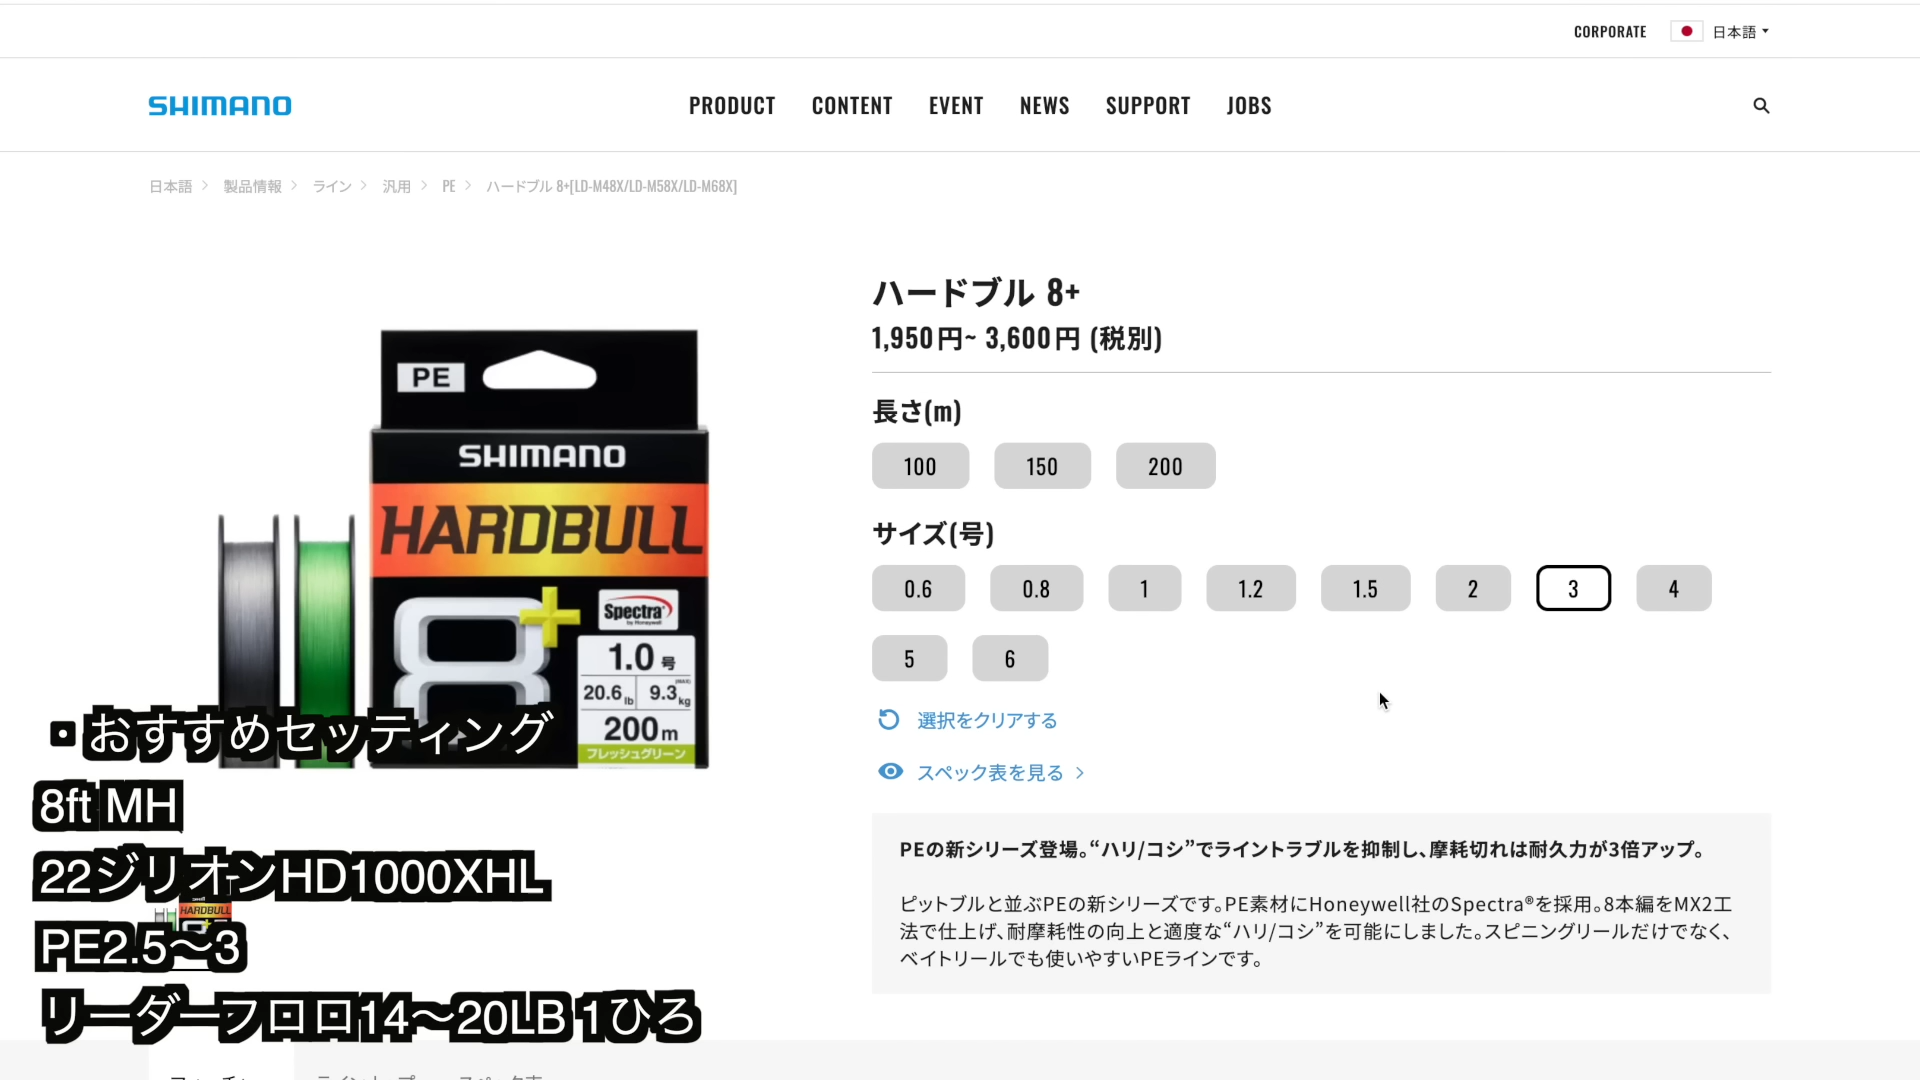 CORPORATE
日本語
SHIMANO
PRODUCT
CONTENT
EVENT
NEWS
SUPPORT
JOBS
日本語
製品情報
ライン
汎用
PE
ハードブル 8+[LD-M48X/LD-M58X/LD-M68X]
PE
SHIMANO
HARDBULL
8+
Spectra
by Honeywell
1.0 号
20.6lb
(MAX)
9.3kg
200m
フレッシュグリーン
HARDBULL
・おすすめセッティング
8ft MH
22ジリオンHD1000XHL
PE2.5〜3
リーダーフロロ14〜20LB 1ひろ
ハードブル 8+
1,950円~ 3,600円 (税別)
長さ(m)
100
150
200
サイズ(号)
0.6
0.8
1
1.2
1.5
2
3
4
5
6
選択をクリアする
スペック表を見る
PEの新シリーズ登場。“ハリ/コシ”でライントラブルを抑制し、摩耗切れは耐久力が3倍アップ。
ピットブルと並ぶPEの新シリーズです。PE素材にHoneywell社のSpectra®を採用。8本編をMX2工
法で仕上げ、耐摩耗性の向上と適度な“ハリ/コシ”を可能にしました。スピニングリールだけでなく、
ベイトリールでも使いやすいPEラインです。